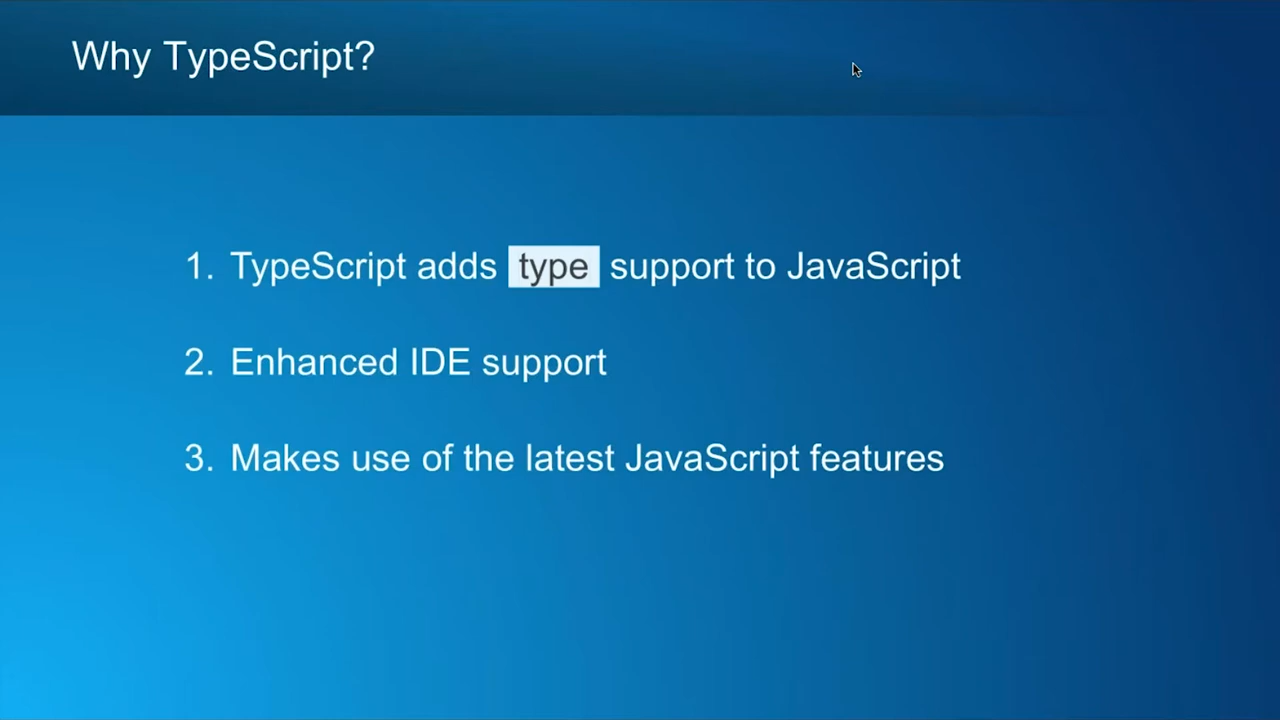 Why TypeScript?
1. TypeScript adds type support to JavaScript
2. Enhanced IDE support
3. Makes use of the latest JavaScript features